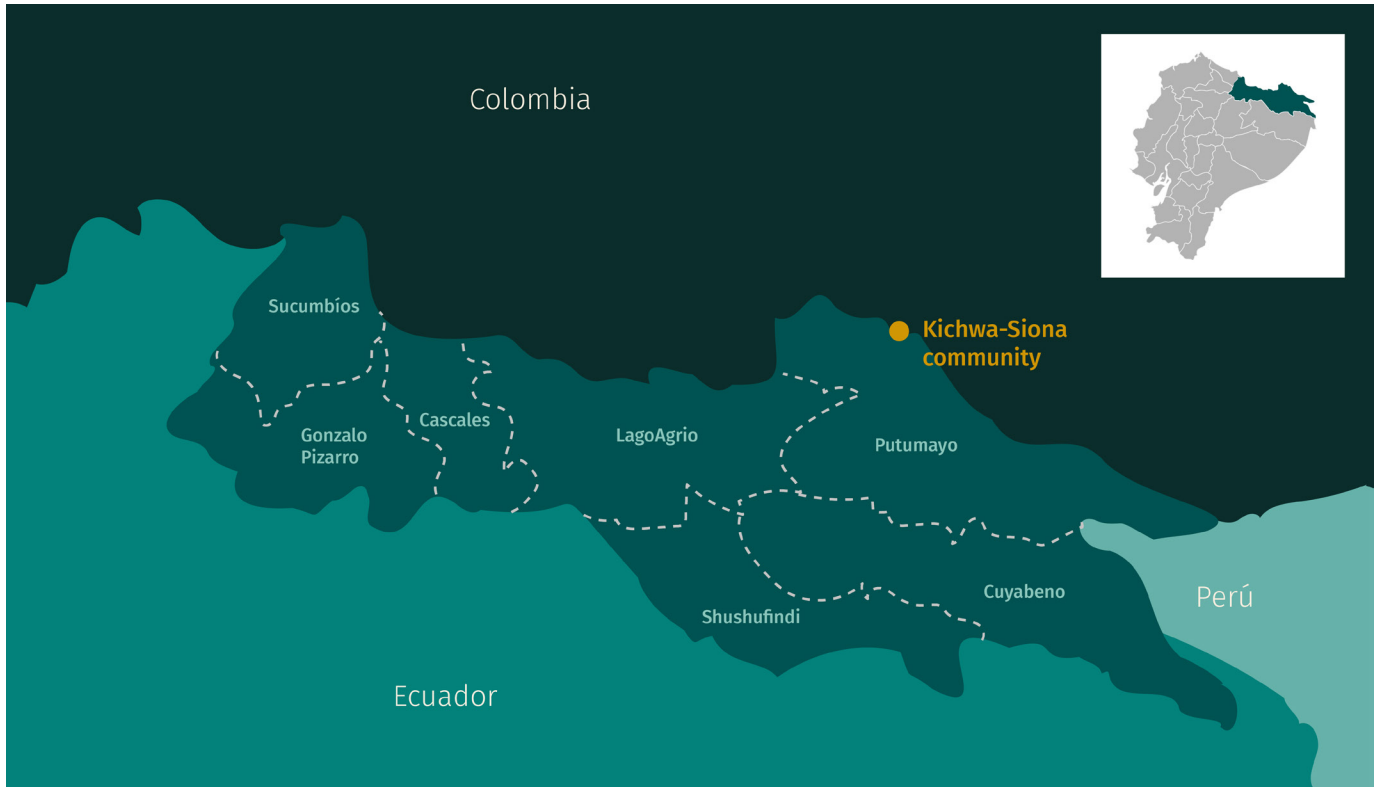 Colombia
Sucumbíos
Kichwa-Siona
community
Cascales
Gonzalo
Pizarro
LagoAgrio
Putumayo
Cuyabeno
Perú
Shushufindi
Ecuador